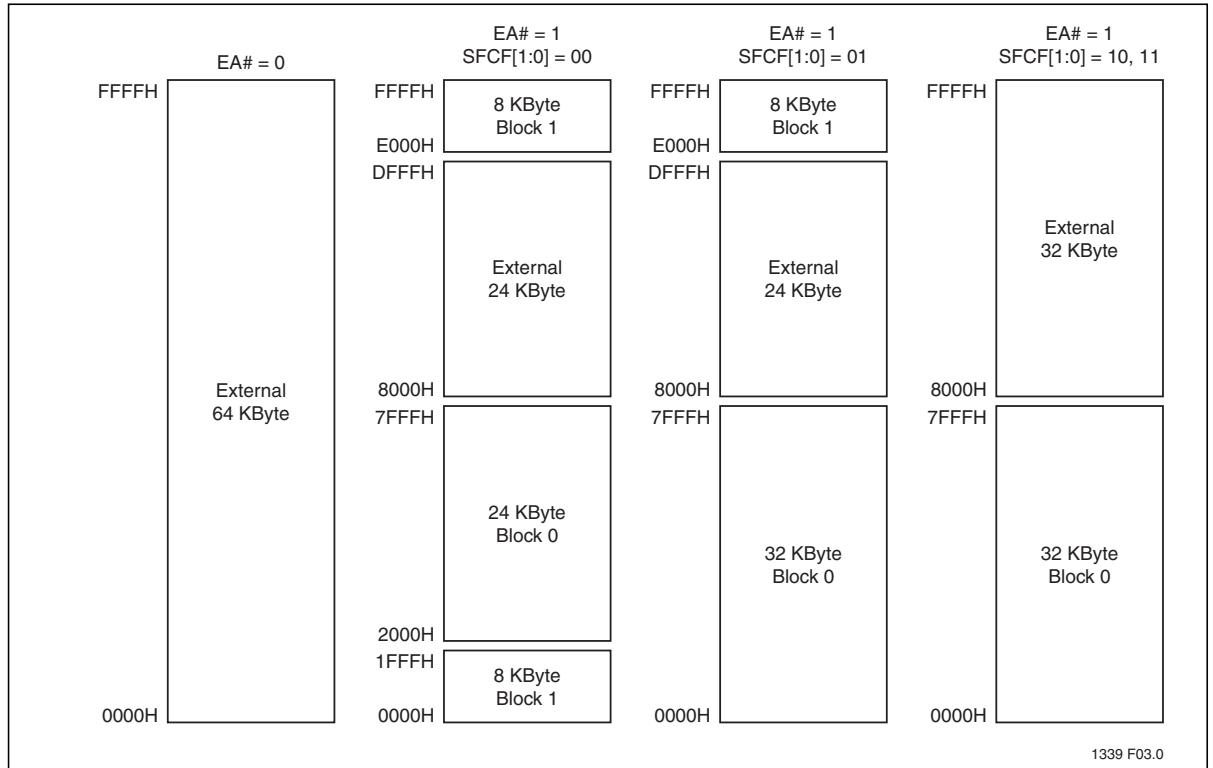 EA# = 0
FFFFH
External
64 KByte
0000H
EA# = 1
SFCF[1:0] = 00
FFFFH
8 KByte
Block 1
E000H
DFFFH
External
24 KByte
8000H
7FFFH
24 KByte
Block 0
2000H
1FFFH
8 KByte
Block 1
0000H
EA# = 1
SFCF[1:0] = 01
FFFFH
8 KByte
Block 1
E000H
DFFFH
External
24 KByte
8000H
7FFFH
32 KByte
Block 0
0000H
EA# = 1
SFCF[1:0] = 10, 11
FFFFH
External
32 KByte
8000H
7FFFH
32 KByte
Block 0
0000H
1339 F03.0